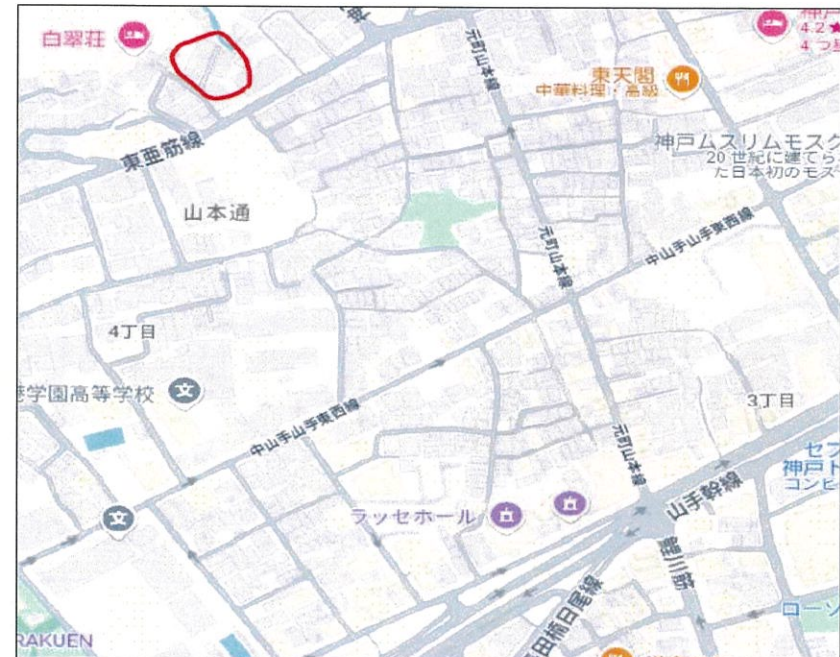 白翠荘
4.2★
元町山本線
東天閣
中華料理・高級
東亜筋線
神戸ムスリムモスク
20 世紀に建てら
た日本初のモス
山本通
元町山本線
中山手山手東西線
4丁目
学園高等学校
3丁目
中山手山手東西線
元町山本線
セブ
神戸ト
コンビ
ラッセホール
山手幹線
鯉川筋
ローソ
RAKUEN